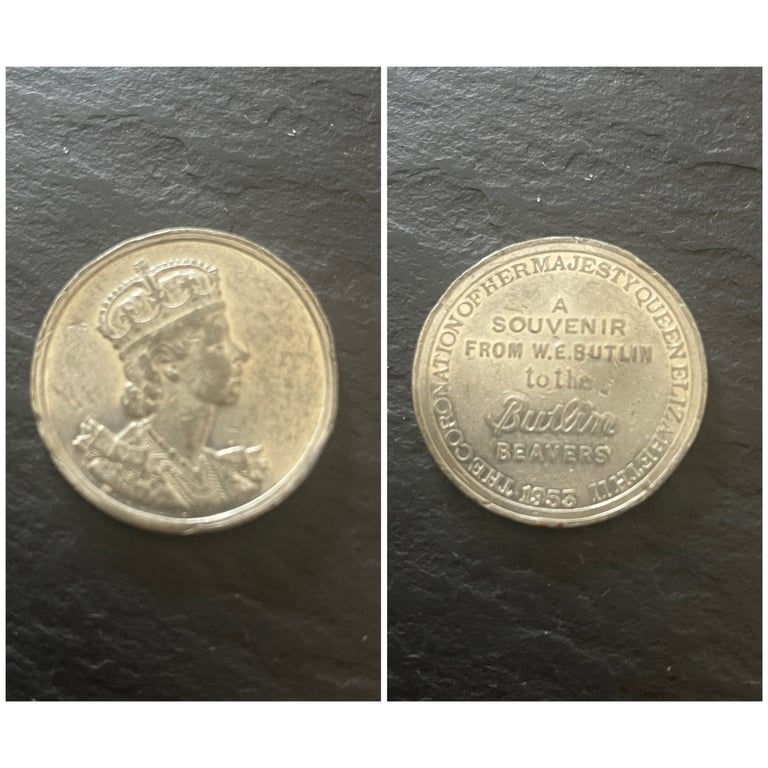 THE CORONATION OF HER MAJESTY QUEEN ELIZABETH II
1953
A
SOUVENIR
FROM W.E. BUTLIN
to the
Butlin
BEAVERS